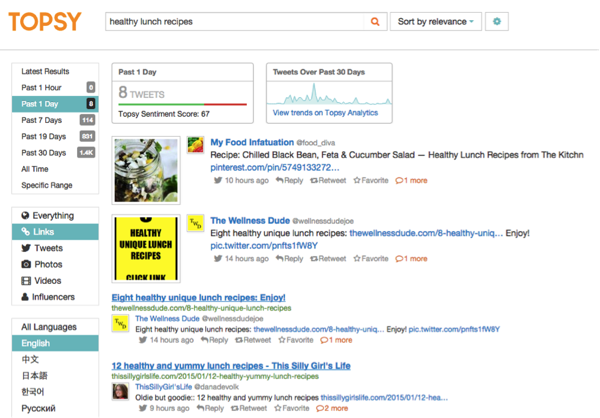 TOPSY
healthy lunch recipes
Sort by relevance
Latest Results
Past 1 Hour 0
Past 1 Day 8
Past 7 Days 114
Past 19 Days 831
Past 30 Days 1.4K
All Time
Specific Range
Everything
Links
Tweets
Photos
Videos
Influencers
All Languages
English
中文
日本語
한국어
Русский
Past 1 Day
8 TWEETS
Topsy Sentiment Score: 67
Tweets Over Past 30 Days
View trends on Topsy Analytics
My Food Infatuation @food_diva
Recipe: Chilled Black Bean, Feta & Cucumber Salad — Healthy Lunch Recipes from The Kitchn
pinterest.com/pin/5749133272…
10 hours ago Reply Retweet Favorite 1 more
8
HEALTHY
UNIQUE LUNCH
RECIPES
CLICK LINK
TWD
The Wellness Dude @wellnessdudejoe
Eight healthy unique lunch recipes: thewellnessdude.com/8-healthy-uniq... Enjoy!
pic.twitter.com/pnfts1fW8Y
14 hours ago Reply Retweet Favorite 1 more
Eight healthy unique lunch recipes: Enjoy!
thewellnessdude.com/8-healthy-unique-lunch-recipes
TWD
The Wellness Dude @wellnessdudejoe
Eight healthy unique lunch recipes: thewellnessdude.com/8-healthy-uniq... Enjoy! pic.twitter.com/pnfts1fW8Y
14 hours ago Reply Retweet Favorite 1 more
12 healthy and yummy lunch recipes - This Silly Girl's Life
thissillygirlslife.com/2015/01/12-healthy-yummy-lunch-recipes
ThisSillyGirl'sLife @danadevolk
Oldie but goodie:: 12 healthy and yummy lunch recipes thissillygirlslife.com/2015/01/12-hea...
9 hours ago Reply Retweet Favorite 2 more